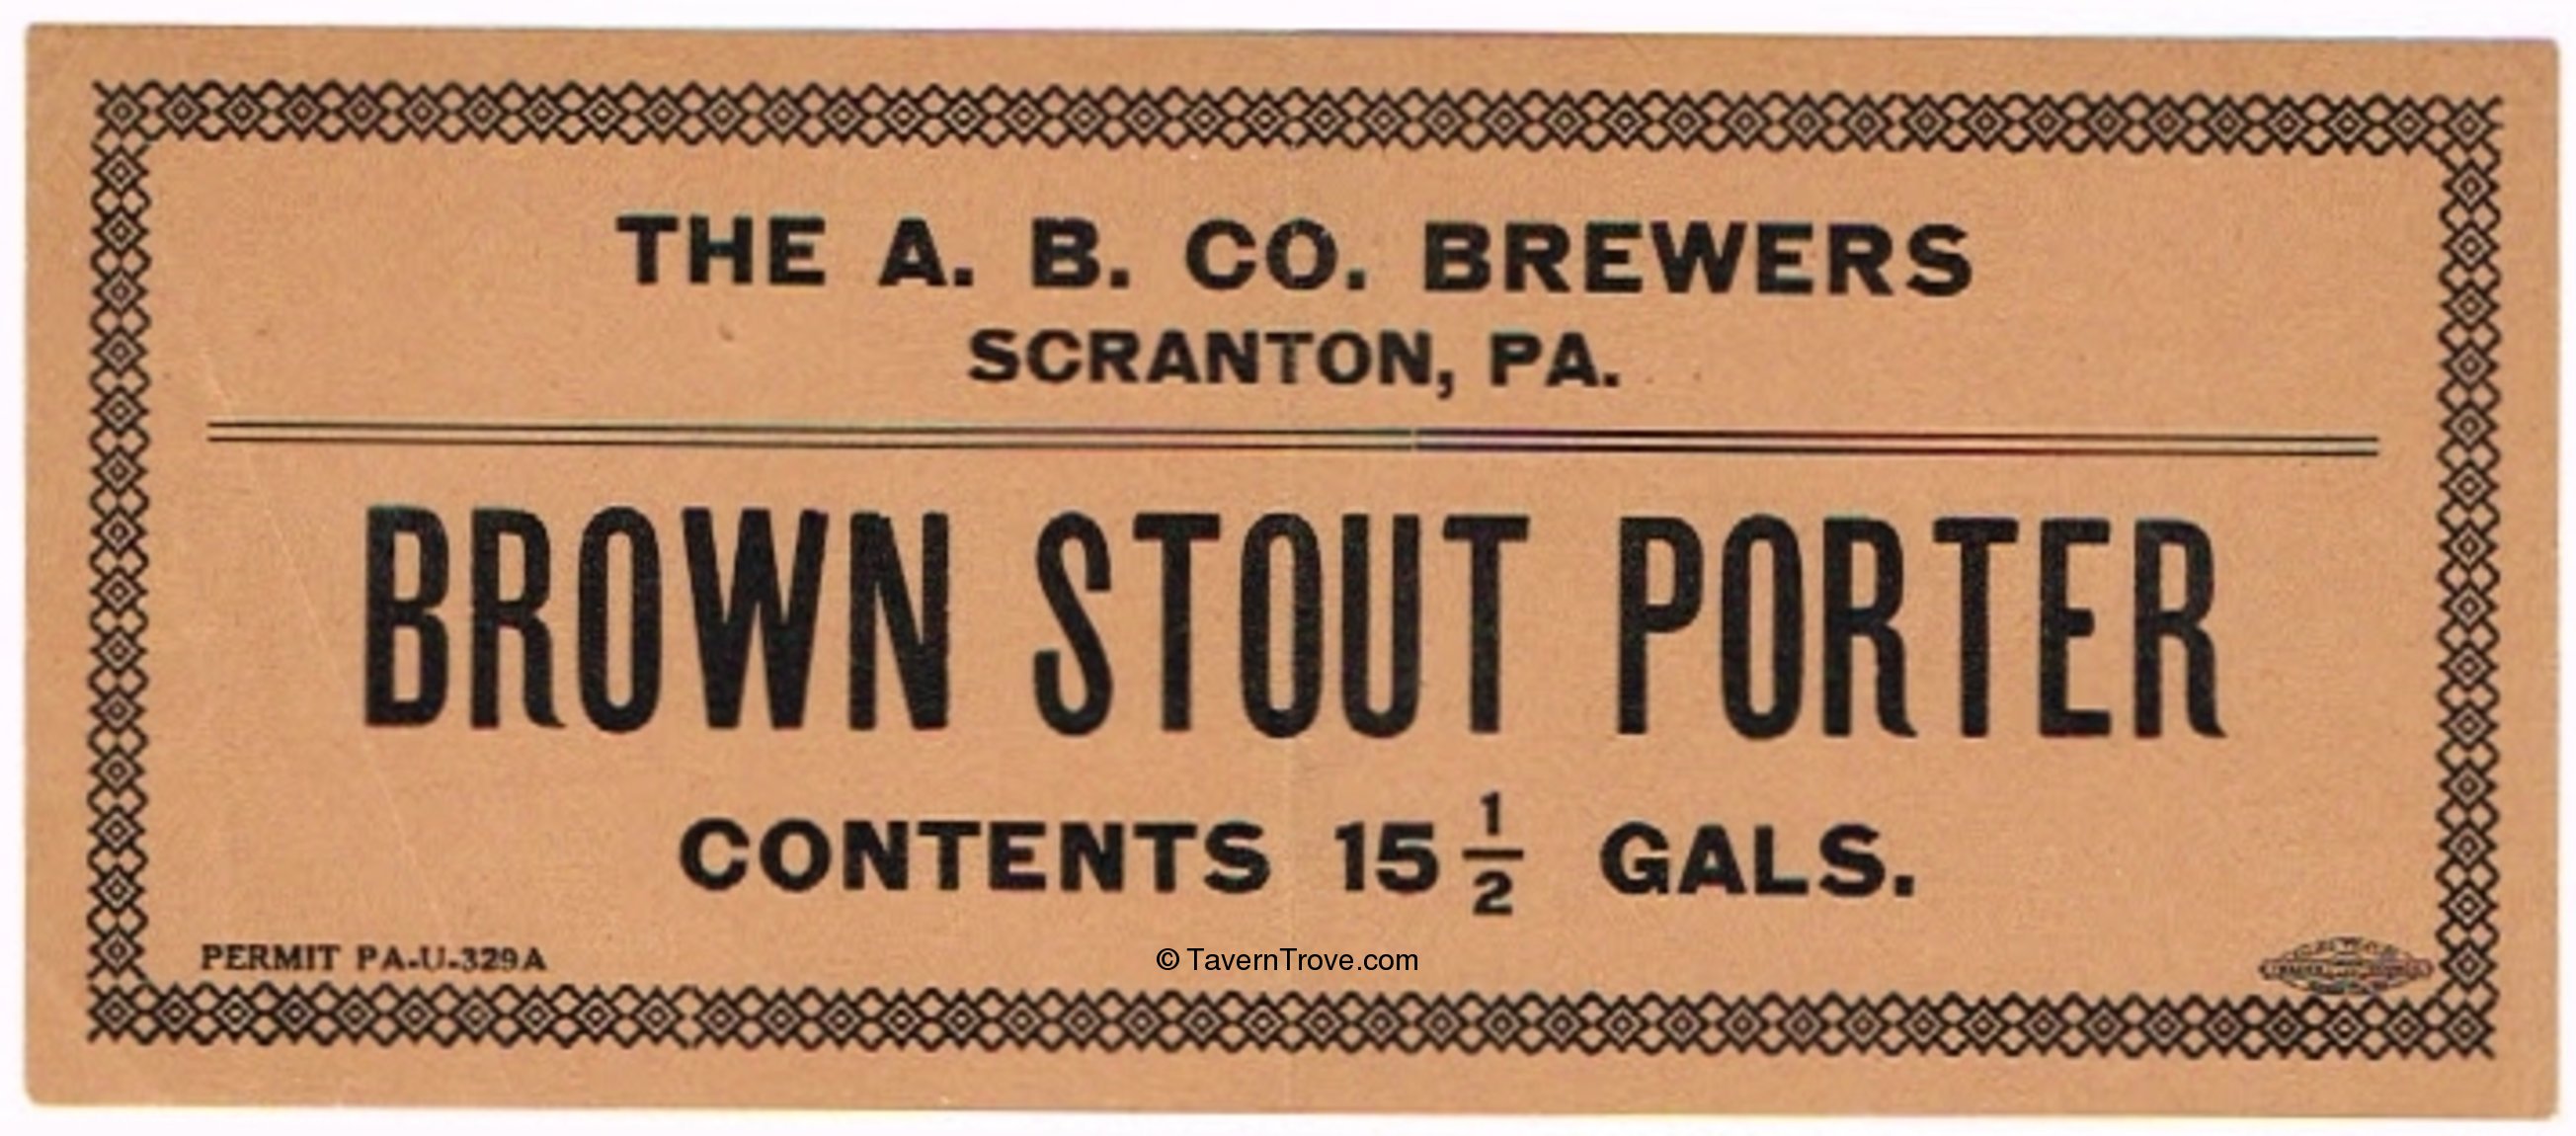 THE A. B. CO. BREWERS
SCRANTON, PA.
BROWN STOUT PORTER
CONTENTS 15 1/2 GALS.
PERMIT PA-U-329A
© TavernTrove.com